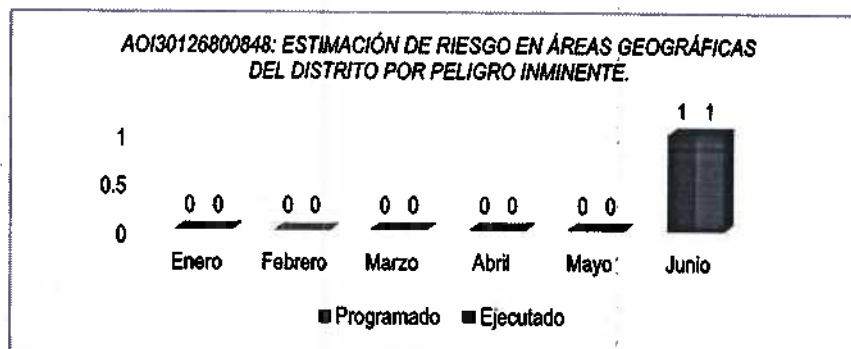 AOI30126800848: ESTIMACIÓN DE RIESGO EN ÁREAS GEOGRÁFICAS
DEL DISTRITO POR PELIGRO INMINENTE.
1 1
1
0.5
0 0 0 0 0 0 0 0 0 0
0
Enero Febrero Marzo Abril Mayo Junio
Programado Ejecutado